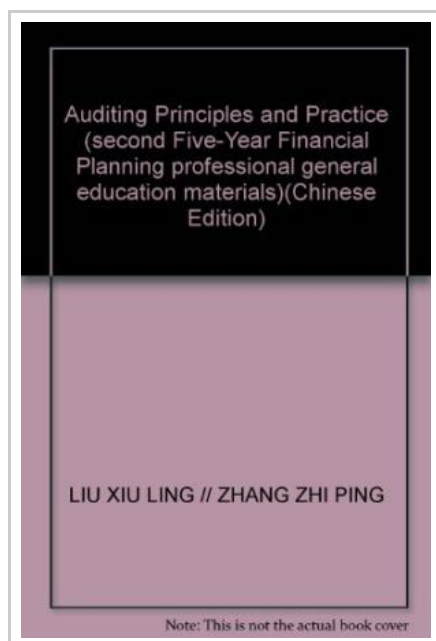 Auditing Principles and Practice
(second Five-Year Financial
Planning professional general
education materials)(Chinese
Edition)
LIU XIU LING // ZHANG ZHI PING
Note: This is not the actual book cover